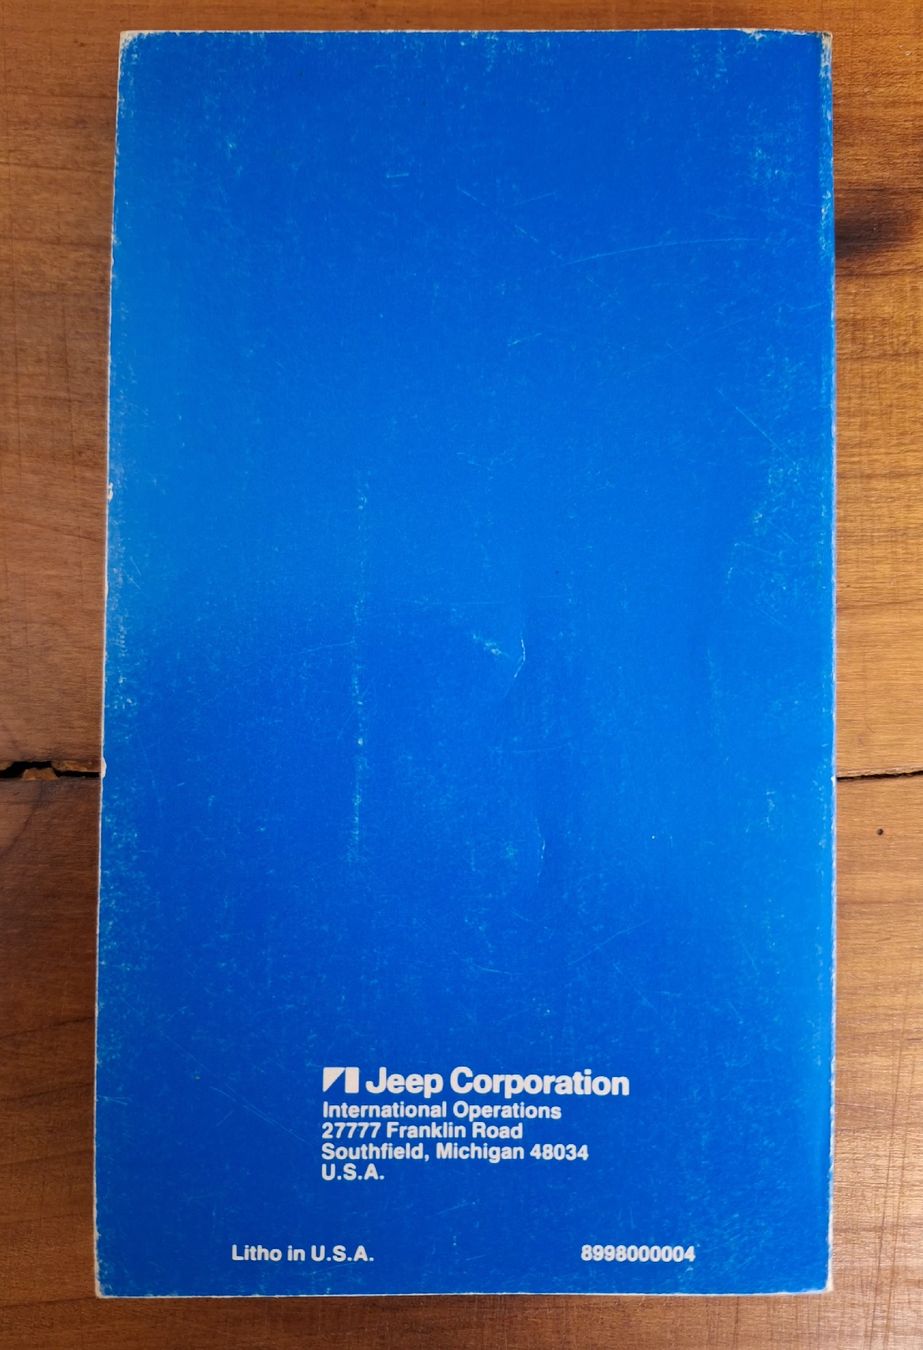 Jeep Corporation
International Operations
27777 Franklin Road
Southfield, Michigan 48034
U.S.A.
Litho in U.S.A. 8998000004